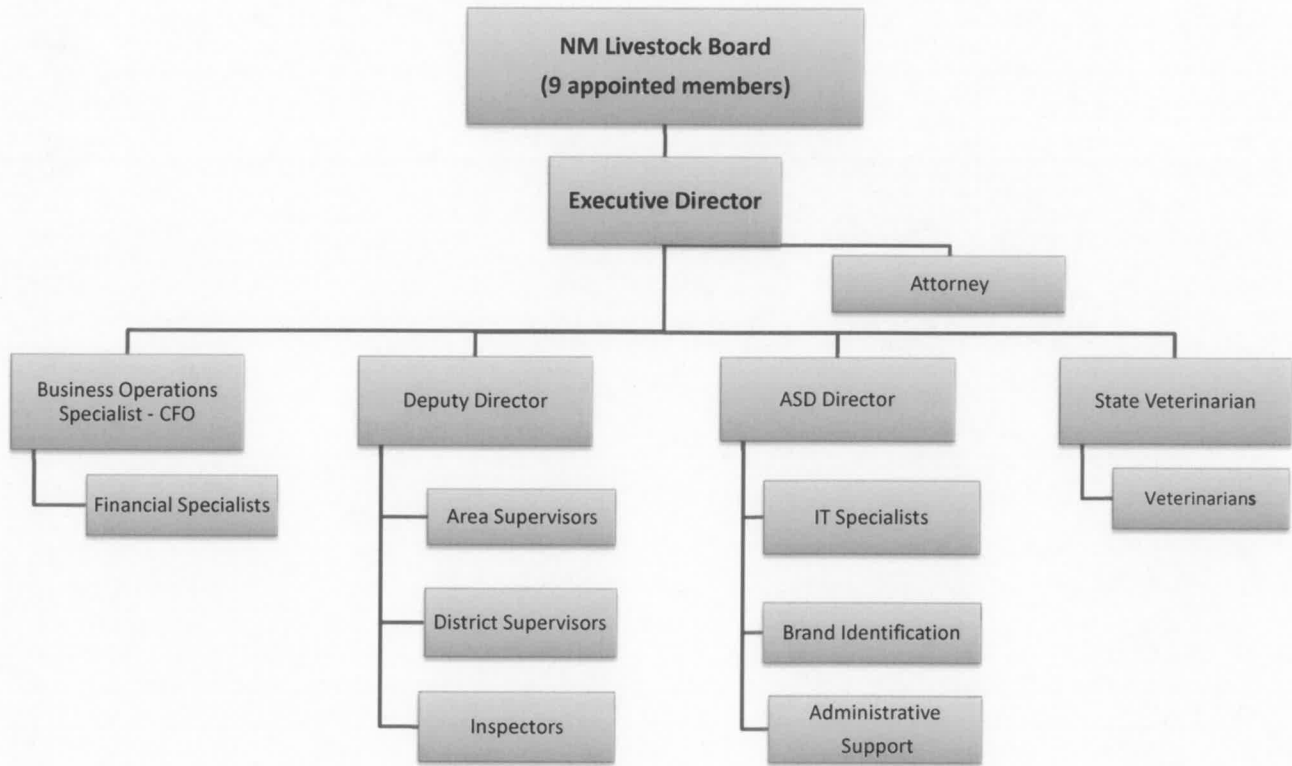 NM Livestock Board
(9 appointed members)
Executive Director
Attorney
Business Operations
Specialist - CFO
Deputy Director
ASD Director
State Veterinarian
Financial Specialists
Area Supervisors
District Supervisors
Inspectors
IT Specialists
Brand Identification
Administrative
Support
Veterinarians